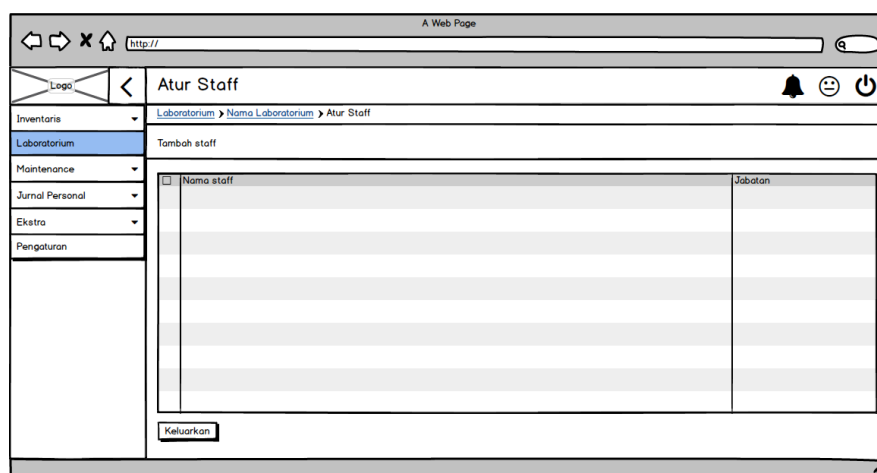 A Web Page
http://
Logo
Atur Staff
Inventaris
Laboratorium
Maintenance
Jurnal Personal
Ekstra
Pengaturan
Laboratorium Nama Laboratorium Atur Staff
Tambah staff
Nama staff Jabatan
Keluarkan